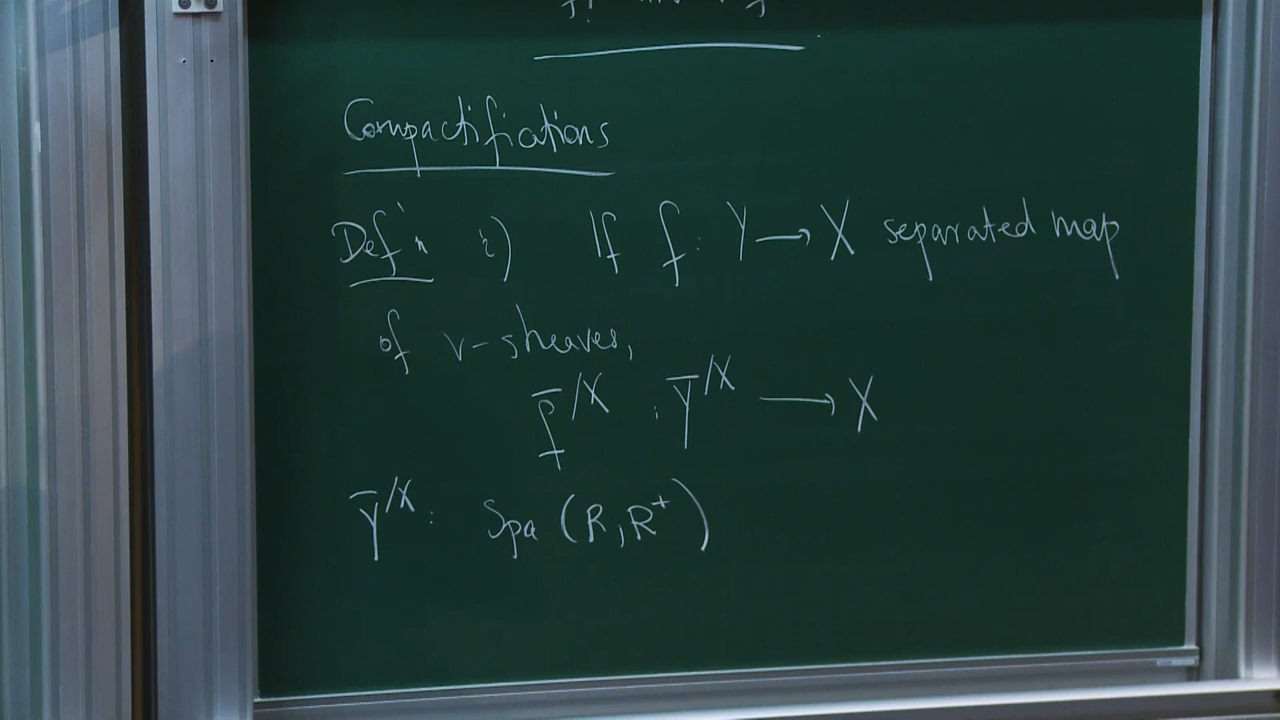 Compactifications
Def'n i) If f: Y → X separated map
of v-sheaves,
f̄^{/X} : Ȳ^{/X} → X
Ȳ^{/X} : Spa (R, R⁺)